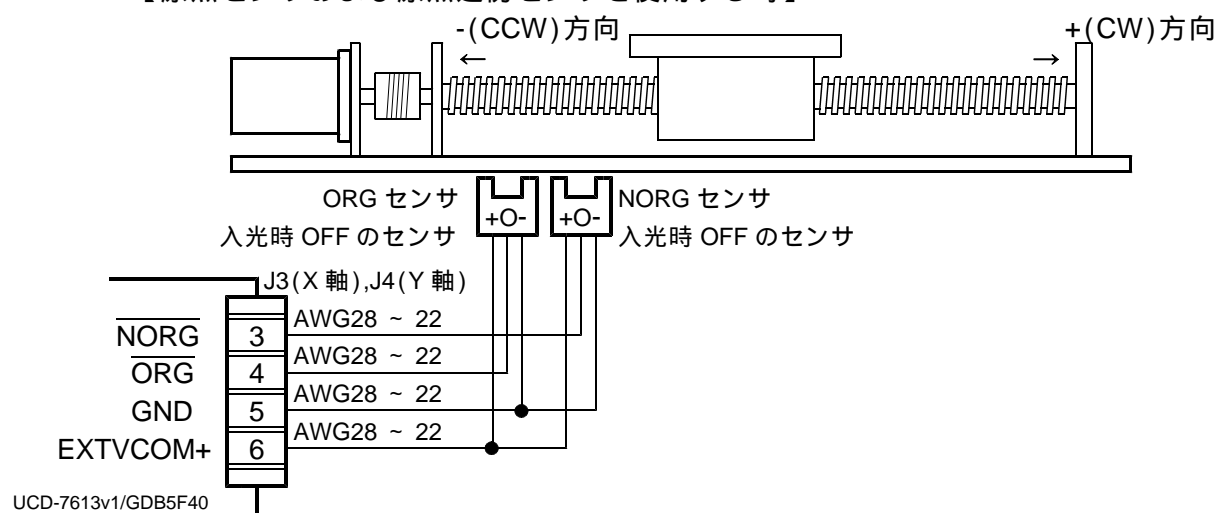 -(CCW)方向
+(CW)方向
←
→
ORG センサ
+O-
+O-
NORG センサ
入光時 OFF のセンサ
入光時 OFF のセンサ
J3(X 軸),J4(Y 軸)
NORG
3
AWG28 ~ 22
ORG
4
AWG28 ~ 22
GND
5
AWG28 ~ 22
EXTVCOM+
6
AWG28 ~ 22
UCD-7613v1/GDB5F40